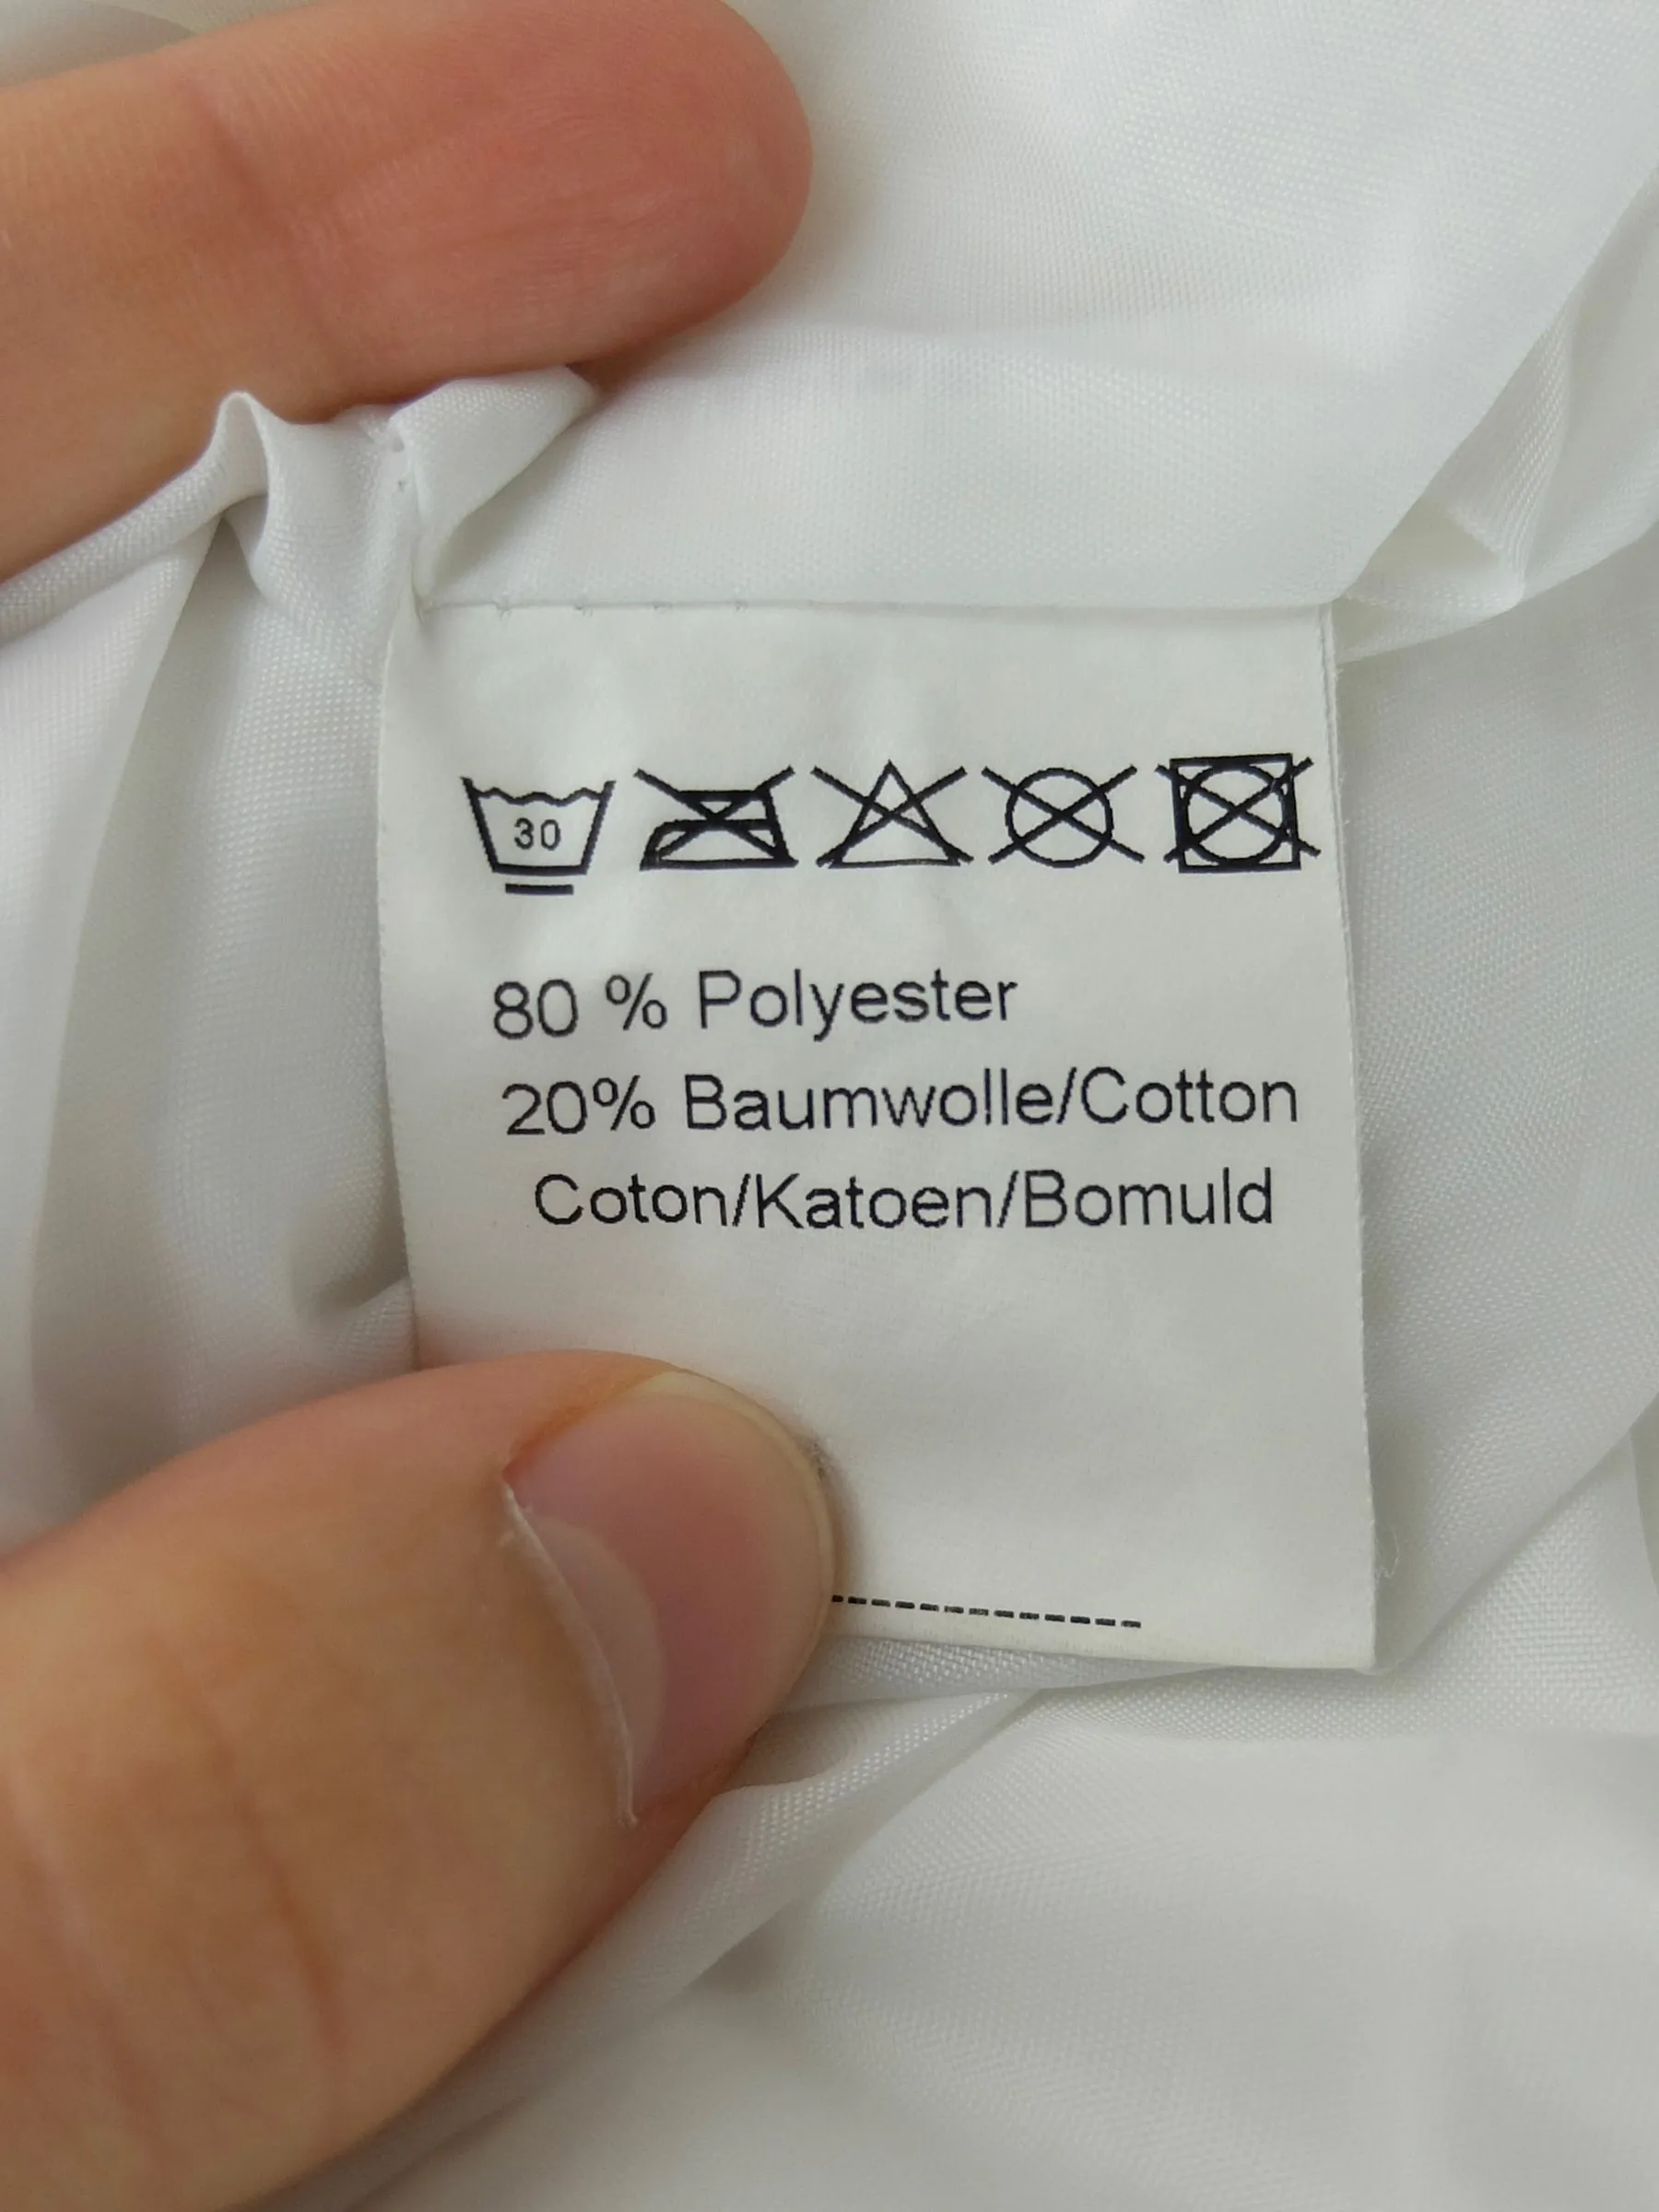 30
80 % Polyester
20% Baumwolle/Cotton
Coton/Katoen/Bomuld